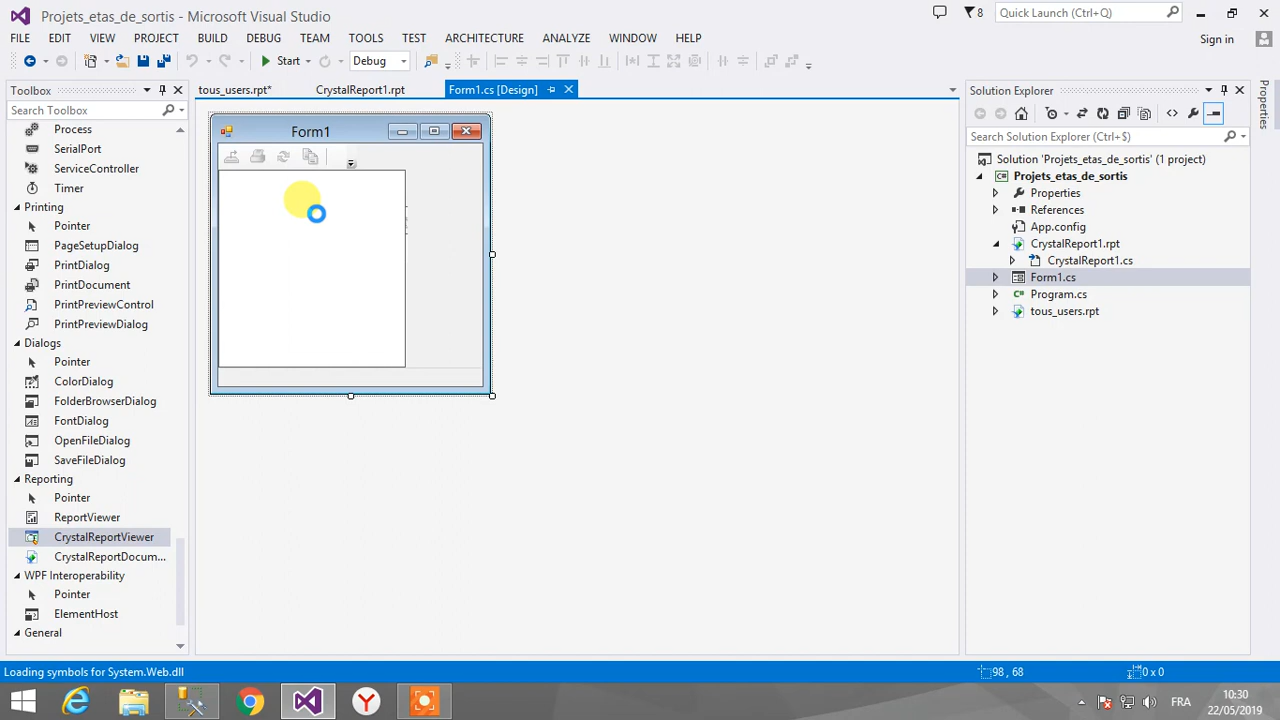 Projets_etas_de_sortis - Microsoft Visual Studio
8
Quick Launch (Ctrl+Q)
FILE EDIT VIEW PROJECT BUILD DEBUG TEAM TOOLS TEST ARCHITECTURE ANALYZE WINDOW HELP
Sign in
Start
Debug
Toolbox
tous_users.rpt*
CrystalReport1.rpt
Form1.cs [Design]
Solution Explorer
Properties
Search Toolbox
Search Solution Explorer (Ctrl+$)
Process
SerialPort
ServiceController
Timer
Printing
Pointer
PageSetupDialog
PrintDialog
PrintDocument
PrintPreviewControl
PrintPreviewDialog
Dialogs
Pointer
ColorDialog
FolderBrowserDialog
FontDialog
OpenFileDialog
SaveFileDialog
Reporting
Pointer
ReportViewer
CrystalReportViewer
CrystalReportDocum...
WPF Interoperability
Pointer
ElementHost
General
Form1
Solution 'Projets_etas_de_sortis' (1 project)
Projets_etas_de_sortis
Properties
References
App.config
CrystalReport1.rpt
CrystalReport1.cs
Form1.cs
Program.cs
tous_users.rpt
Loading symbols for System.Web.dll
98 , 68
0 x 0
FRA
10:30
22/05/2019